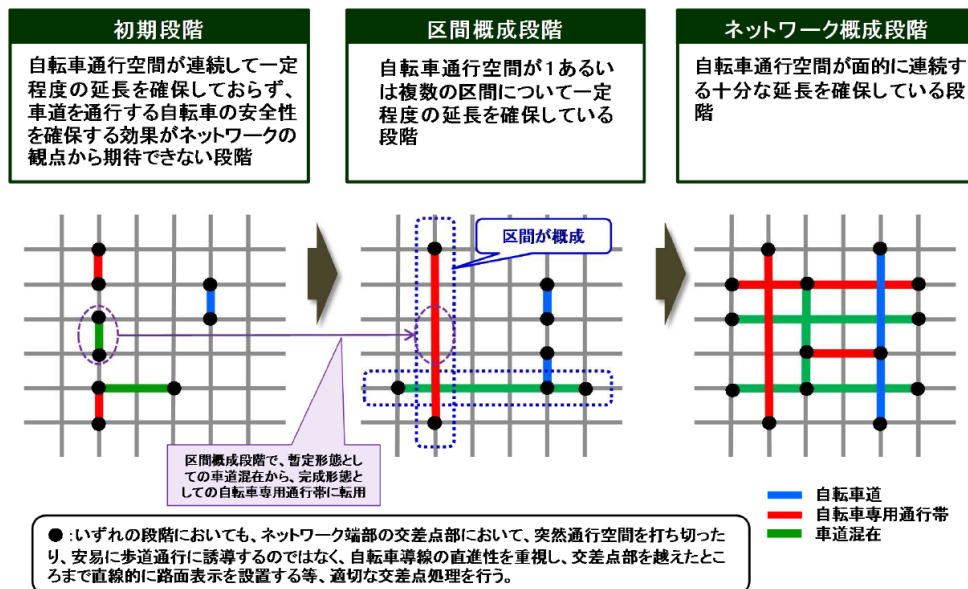 初期段階
自転車通行空間が連続して一定
程度の延長を確保しておらず、
車道を通行する自転車の安全性
を確保する効果がネットワークの
観点から期待できない段階
区間概成段階
自転車通行空間が1あるい
は複数の区間について一定
程度の延長を確保している
段階
ネットワーク概成段階
自転車通行空間が面的に連続す
る十分な延長を確保している段
階
区間が概成
区間概成段階で、暫定形態とし
ての車道混在から、完成形態と
しての自転車専用通行帯に転用
自転車道
自転車専用通行帯
車道混在
●:いずれの段階においても、ネットワーク端部の交差点部において、突然通行空間を打ち切った
り、安易に歩道通行に誘導するのではなく、自転車導線の直進性を重視し、交差点部を越えたとこ
ろまで直線的に路面表示を設置する等、適切な交差点処理を行う。